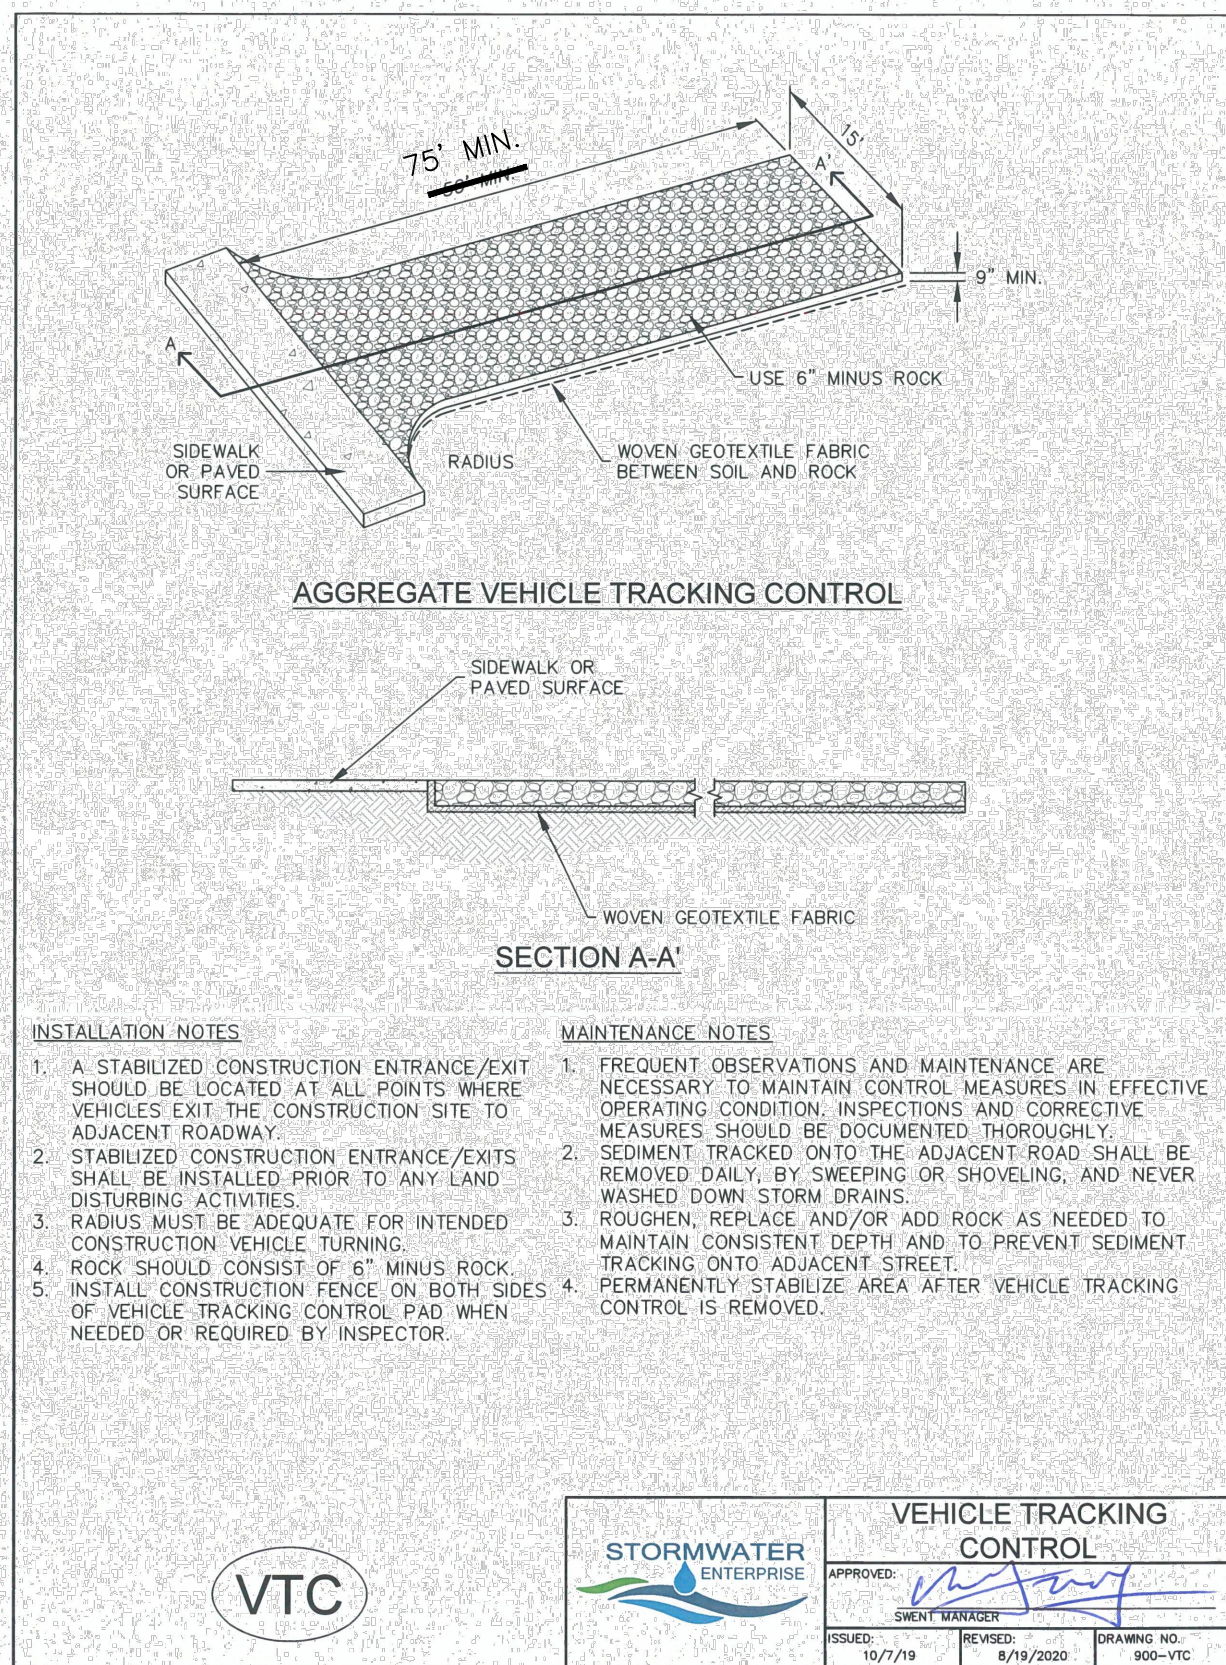 75' MIN.
50' MIN.
15'
A'
9" MIN.
USE 6" MINUS ROCK
A
SIDEWALK
OR PAVED
SURFACE
RADIUS
WOVEN GEOTEXTILE FABRIC
BETWEEN SOIL AND ROCK
AGGREGATE VEHICLE TRACKING CONTROL
SIDEWALK OR
PAVED SURFACE
WOVEN GEOTEXTILE FABRIC
SECTION A-A'
INSTALLATION NOTES
1. A STABILIZED CONSTRUCTION ENTRANCE/EXIT
SHOULD BE LOCATED AT ALL POINTS WHERE
VEHICLES EXIT THE CONSTRUCTION SITE TO
ADJACENT ROADWAY.
2. STABILIZED CONSTRUCTION ENTRANCE/EXITS
SHALL BE INSTALLED PRIOR TO ANY LAND
DISTURBING ACTIVITIES.
3. RADIUS MUST BE ADEQUATE FOR INTENDED
CONSTRUCTION VEHICLE TURNING.
4. ROCK SHOULD CONSIST OF 6" MINUS ROCK.
5. INSTALL CONSTRUCTION FENCE ON BOTH SIDES
OF VEHICLE TRACKING CONTROL PAD WHEN
NEEDED OR REQUIRED BY INSPECTOR.
MAINTENANCE NOTES
1. FREQUENT OBSERVATIONS AND MAINTENANCE ARE
NECESSARY TO MAINTAIN CONTROL MEASURES IN EFFECTIVE
OPERATING CONDITION. INSPECTIONS AND CORRECTIVE
MEASURES SHOULD BE DOCUMENTED THOROUGHLY.
2. SEDIMENT TRACKED ONTO THE ADJACENT ROAD SHALL BE
REMOVED DAILY, BY SWEEPING OR SHOVELING, AND NEVER
WASHED DOWN STORM DRAINS.
3. ROUGHEN, REPLACE AND/OR ADD ROCK AS NEEDED TO
MAINTAIN CONSISTENT DEPTH AND TO PREVENT SEDIMENT
TRACKING ONTO ADJACENT STREET.
4. PERMANENTLY STABILIZE AREA AFTER VEHICLE TRACKING
CONTROL IS REMOVED.
VTC
STORMWATER
ENTERPRISE
VEHICLE TRACKING
CONTROL
APPROVED:
SWENT MANAGER
ISSUED:
10/7/19
REVISED:
8/19/2020
DRAWING NO.
900-VTC